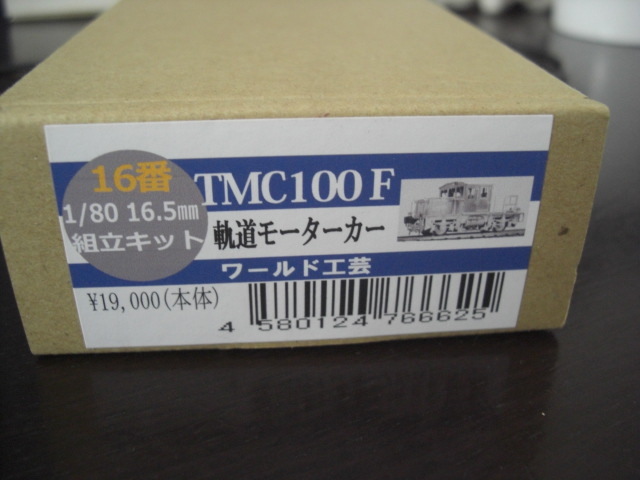 16番
1/80 16.5㎜
組立キット
TMC100F
軌道モーターカー
ワールド工芸
¥19,000(本体)
4 580124 766625